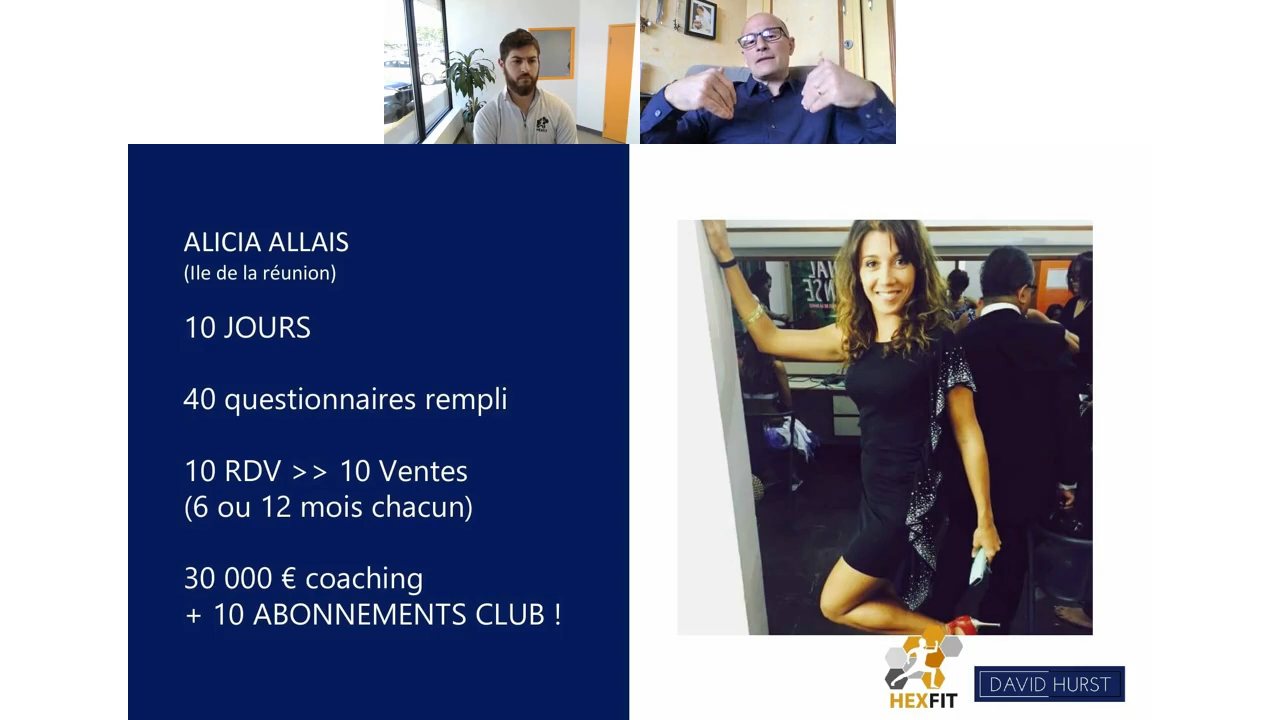 HEXFIT
ALICIA ALLAIS
(Ile de la réunion)
10 JOURS
40 questionnaires rempli
10 RDV >> 10 Ventes
(6 ou 12 mois chacun)
30 000 € coaching
+ 10 ABONNEMENTS CLUB !
HEXFIT
DAVID HURST